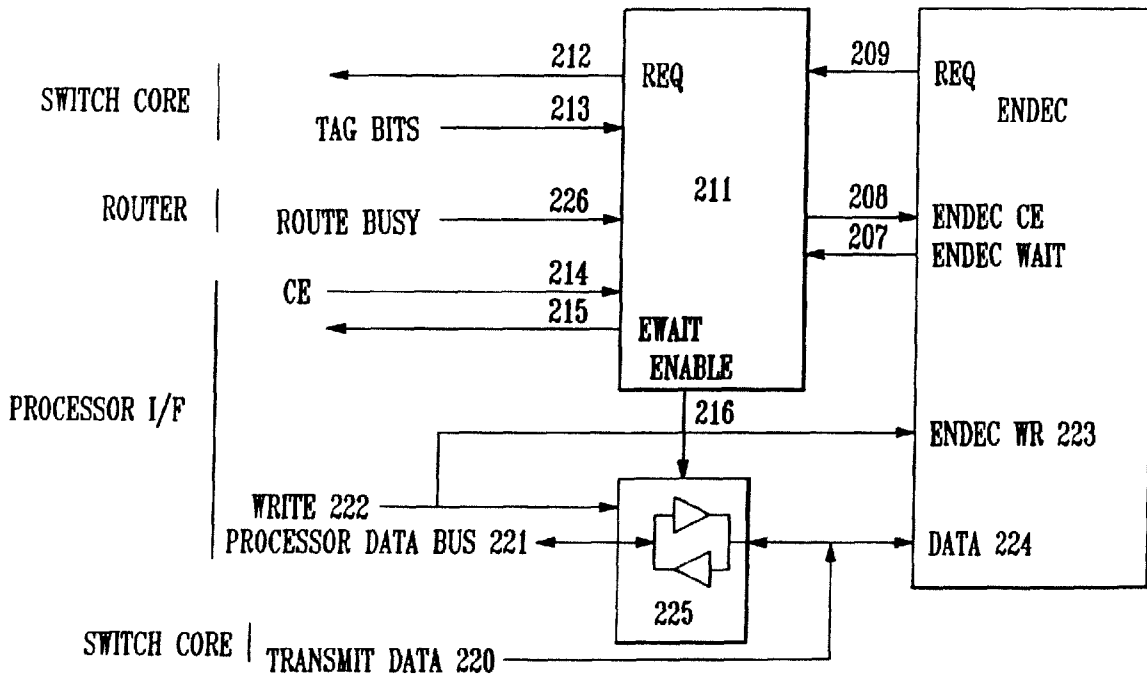 212
REQ
209
REQ
SWITCH CORE
ENDEC
TAG BITS
213
211
ROUTER
ROUTE BUSY
226
208
ENDEC CE
207
ENDEC WAIT
CE
214
215
EWAIT
ENABLE
PROCESSOR I/F
216
ENDEC WR 223
WRITE 222
PROCESSOR DATA BUS 221
DATA 224
225
SWITCH CORE
TRANSMIT DATA 220